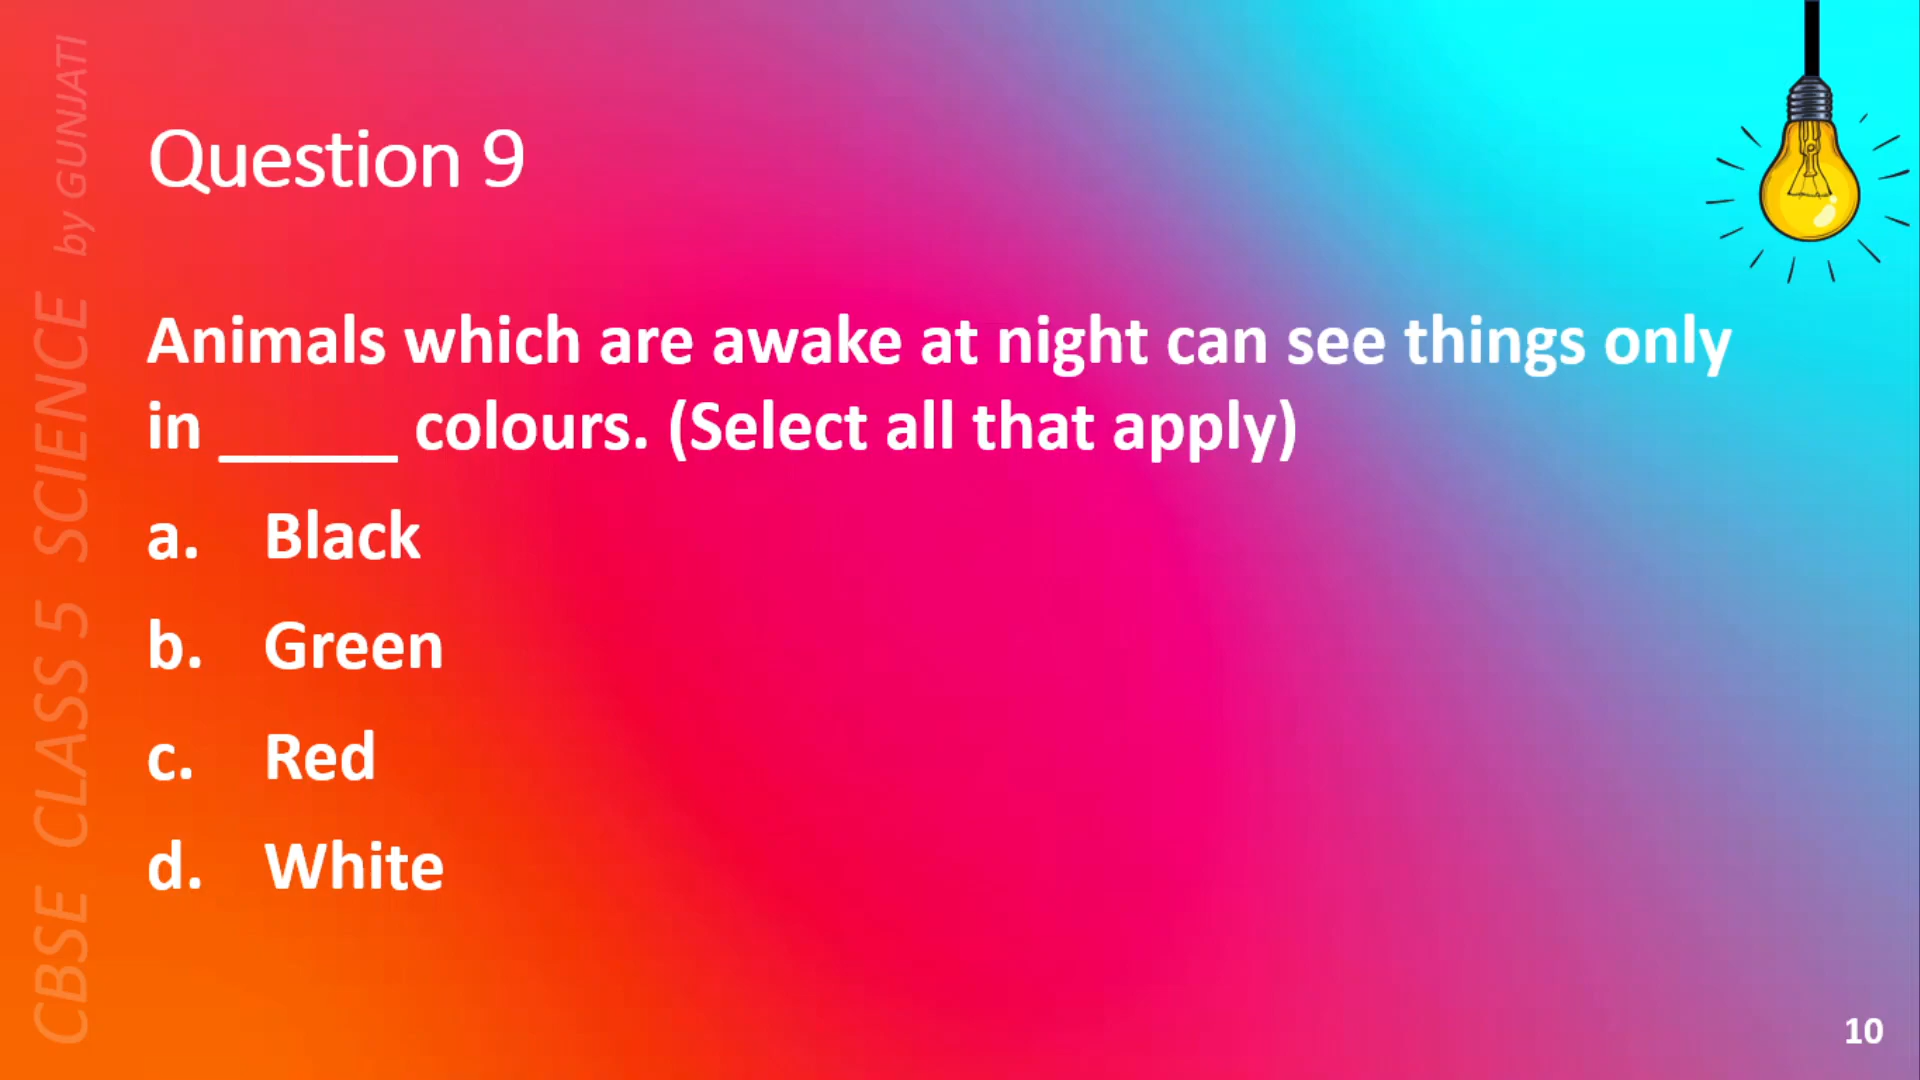 Question 9
Animals which are awake at night can see things only
in ______ colours. (Select all that apply)
a. Black
b. Green
c. Red
d. White
CBSE CLASS 5 SCIENCE by GUNJATI
10